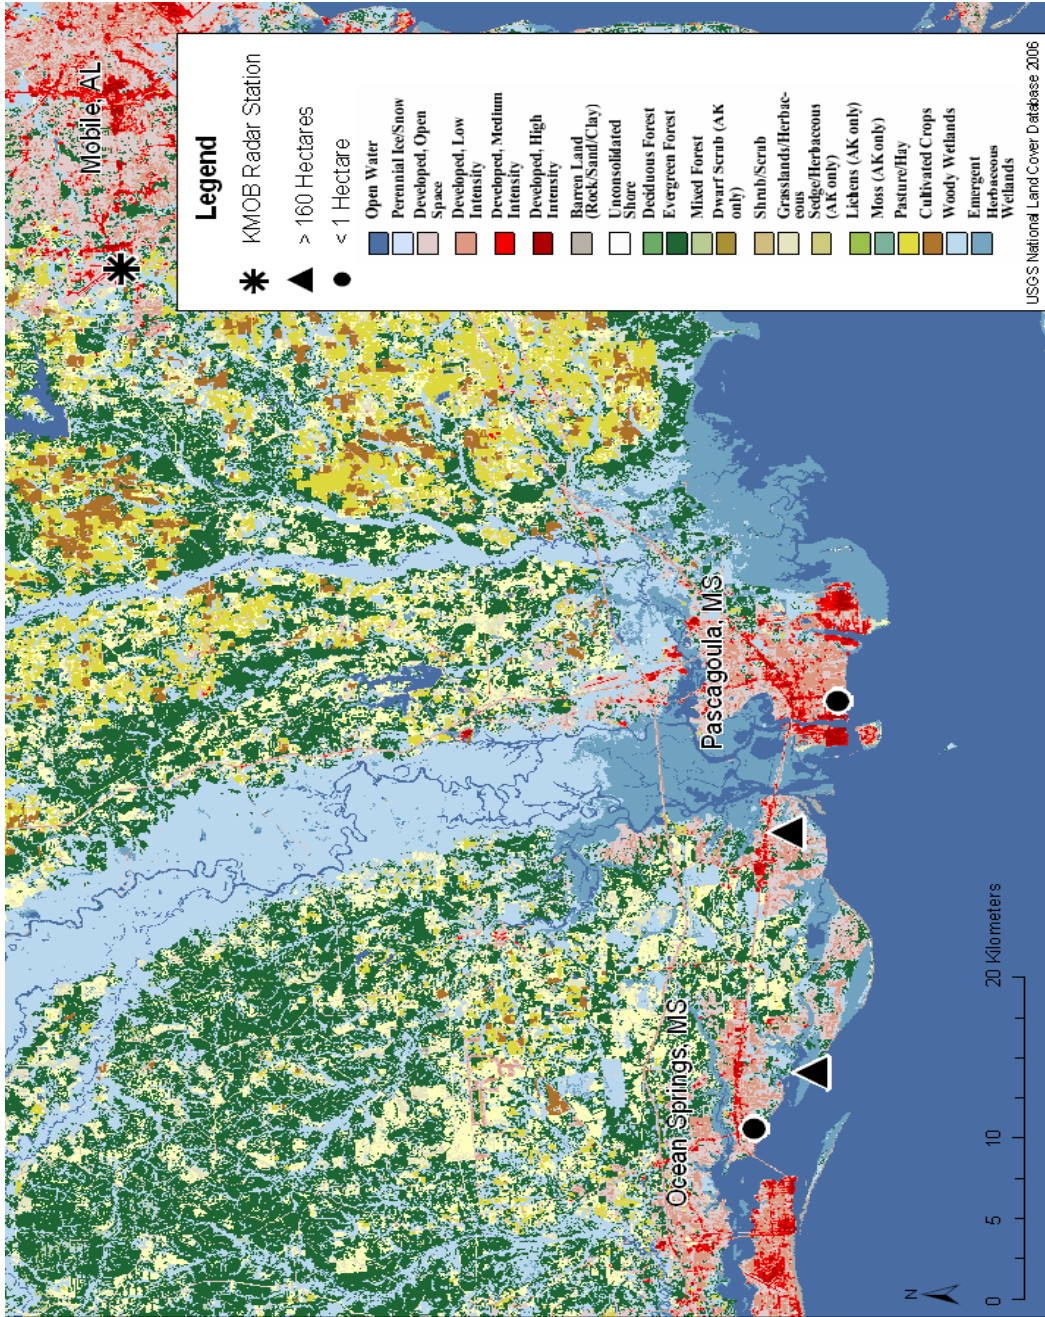 Mobile, AL
Legend
KMOB Radar Station
> 160 Hectares
< 1 Hectare
Open Water
Perennial Ice/Snow
Developed, Open
Space
Developed, Low
Intensity
Developed, Medium
Intensity
Developed, High
Intensity
Barren Land
(Rock/Sand/Clay)
Unconsolidated
Shore
Deciduous Forest
Evergreen Forest
Mixed Forest
Dwarf Scrub (AK
only)
Shrub/Scrub
Grasslands/Herbac-
eous
Sedge/Herbaceous
(AK only)
Lichens (AK only)
Moss (AK only)
Pasture/Hay
Cultivated Crops
Woody Wetlands
Emergent
Herbaceous
Wetlands
USGS National Land Cover Database 2006
Pascagoula, MS
Ocean Springs, MS
N
0 5 10 20 Kilometers